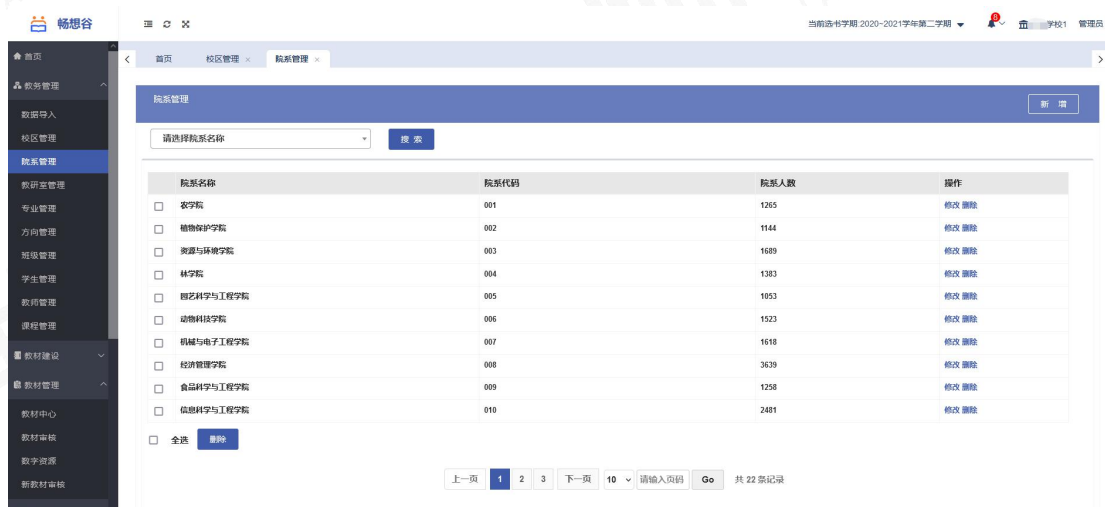 畅想谷
当前选书学期:2020~2021学年第二学期
0
学校1
管理员
首页
教务管理
数据导入
校区管理
院系管理
教研室管理
专业管理
方向管理
班级管理
学生管理
教师管理
课程管理
教材建设
教材管理
教材中心
教材审核
数字资源
新教材审核
首页 校区管理 × 院系管理 ×
院系管理 新 增
请选择院系名称 搜 索
院系名称 院系代码 院系人数 操作
农学院 001 1265 修改 删除
植物保护学院 002 1144 修改 删除
资源与环境学院 003 1689 修改 删除
林学院 004 1383 修改 删除
园艺科学与工程学院 005 1053 修改 删除
动物科技学院 006 1523 修改 删除
机械与电子工程学院 007 1618 修改 删除
经济管理学院 008 3639 修改 删除
食品科学与工程学院 009 1258 修改 删除
信息科学与工程学院 010 2481 修改 删除
全选 删除
上一页 1 2 3 下一页 10 请输入页码 Go 共 22 条记录